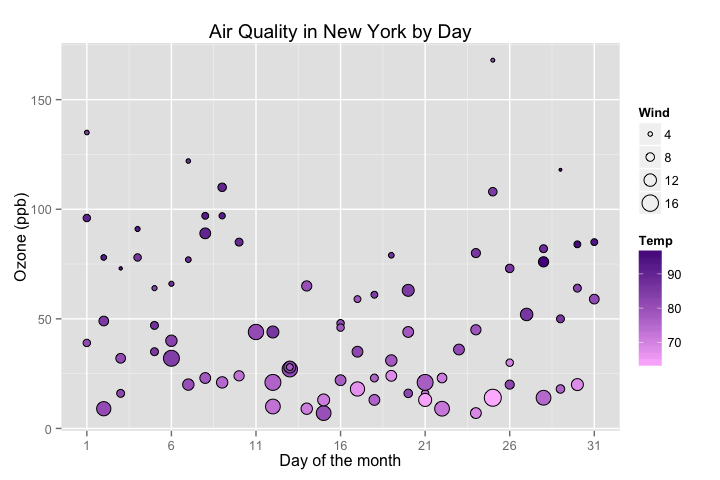 Air Quality in New York by Day
Ozone (ppb)
150
100
50
0
1 6 11 16 21 26 31
Day of the month
Wind
4
8
12
16
Temp
90
80
70